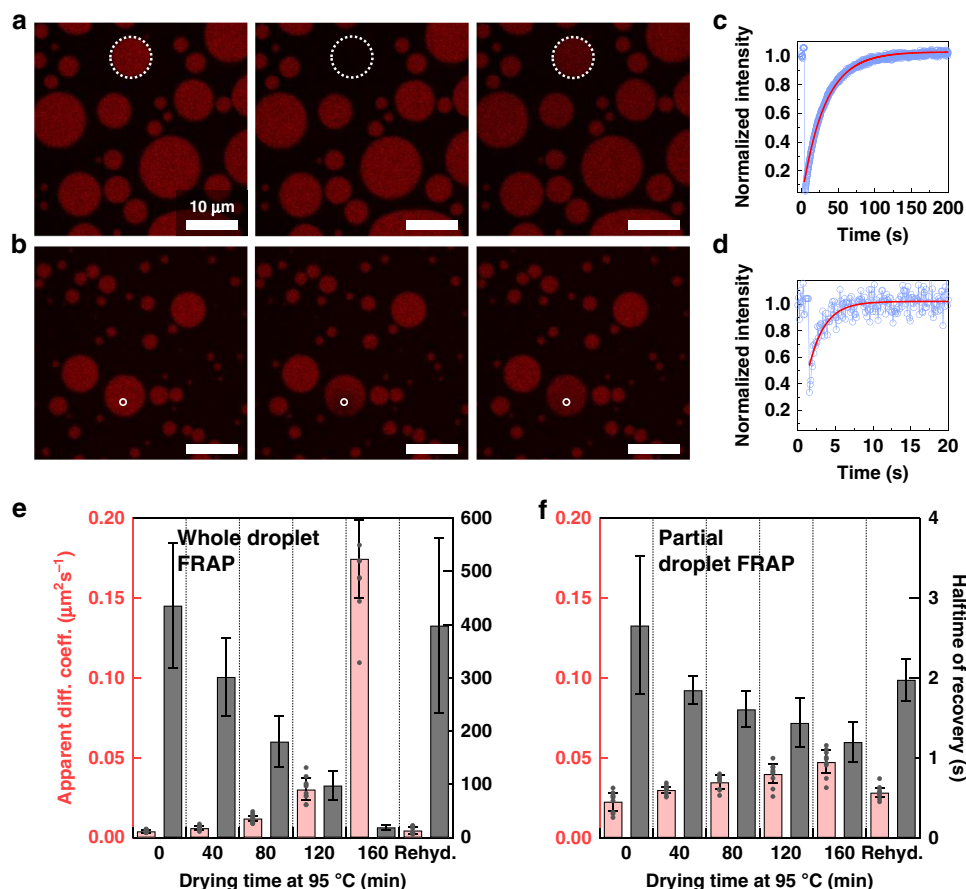 a
10 μm
b
c
Normalized intensity
1.0
0.8
0.6
0.4
0.2
0 50 100 150 200
Time (s)
d
Normalized intensity
1.0
0.8
0.6
0.4
0.2
0 5 10 15 20
Time (s)
e
Whole droplet
FRAP
Apparent diff. coeff. (μm²s⁻¹)
0.20
0.15
0.10
0.05
0.00
600
500
400
300
200
100
0
0 40 80 120 160 Rehyd.
Drying time at 95 °C (min)
f
Partial
droplet FRAP
0.20
0.15
0.10
0.05
0.00
4
3
2
1
0
Halftime of recovery (s)
0 40 80 120 160 Rehyd.
Drying time at 95 °C (min)